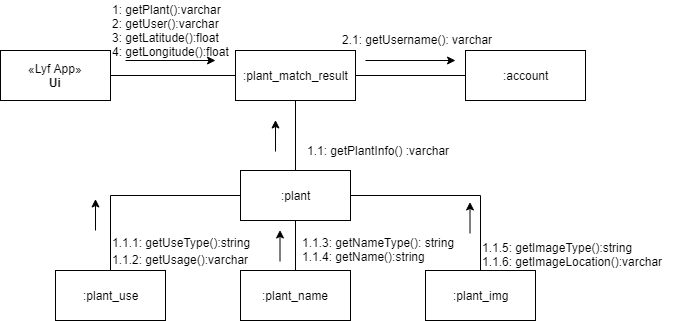 1: getPlant():varchar
2: getUser():varchar
3: getLatitude():float
4: getLongitude():float
2.1: getUsername(): varchar
«Lyf App»
Ui
:plant_match_result
:account
1.1: getPlantInfo() :varchar
:plant
1.1.1: getUseType():string
1.1.2: getUsage():varchar
1.1.3: getNameType(): string
1.1.4: getName():string
1.1.5: getImageType():string
1.1.6: getImageLocation():varchar
:plant_use
:plant_name
:plant_img